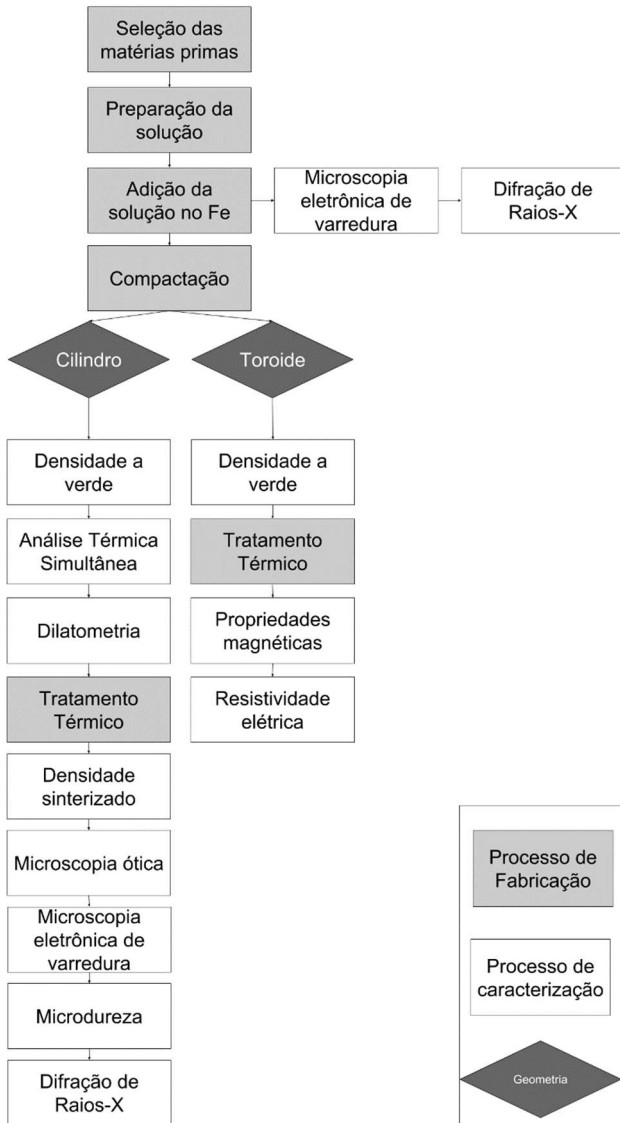 Seleção das
matérias primas
Preparação da
solução
Adição da
solução no Fe
Microscopia
eletrônica de
varredura
Difração de
Raios-X
Compactação
Cilindro
Toroide
Densidade a
verde
Densidade a
verde
Análise Térmica
Simultânea
Tratamento
Térmico
Dilatometria
Propriedades
magnéticas
Tratamento
Térmico
Resistividade
elétrica
Densidade
sinterizado
Microscopia ótica
Microscopia
eletrônica de
varredura
Microdureza
Difração de
Raios-X
Processo de
Fabricação
Processo de
caracterização
Geometria